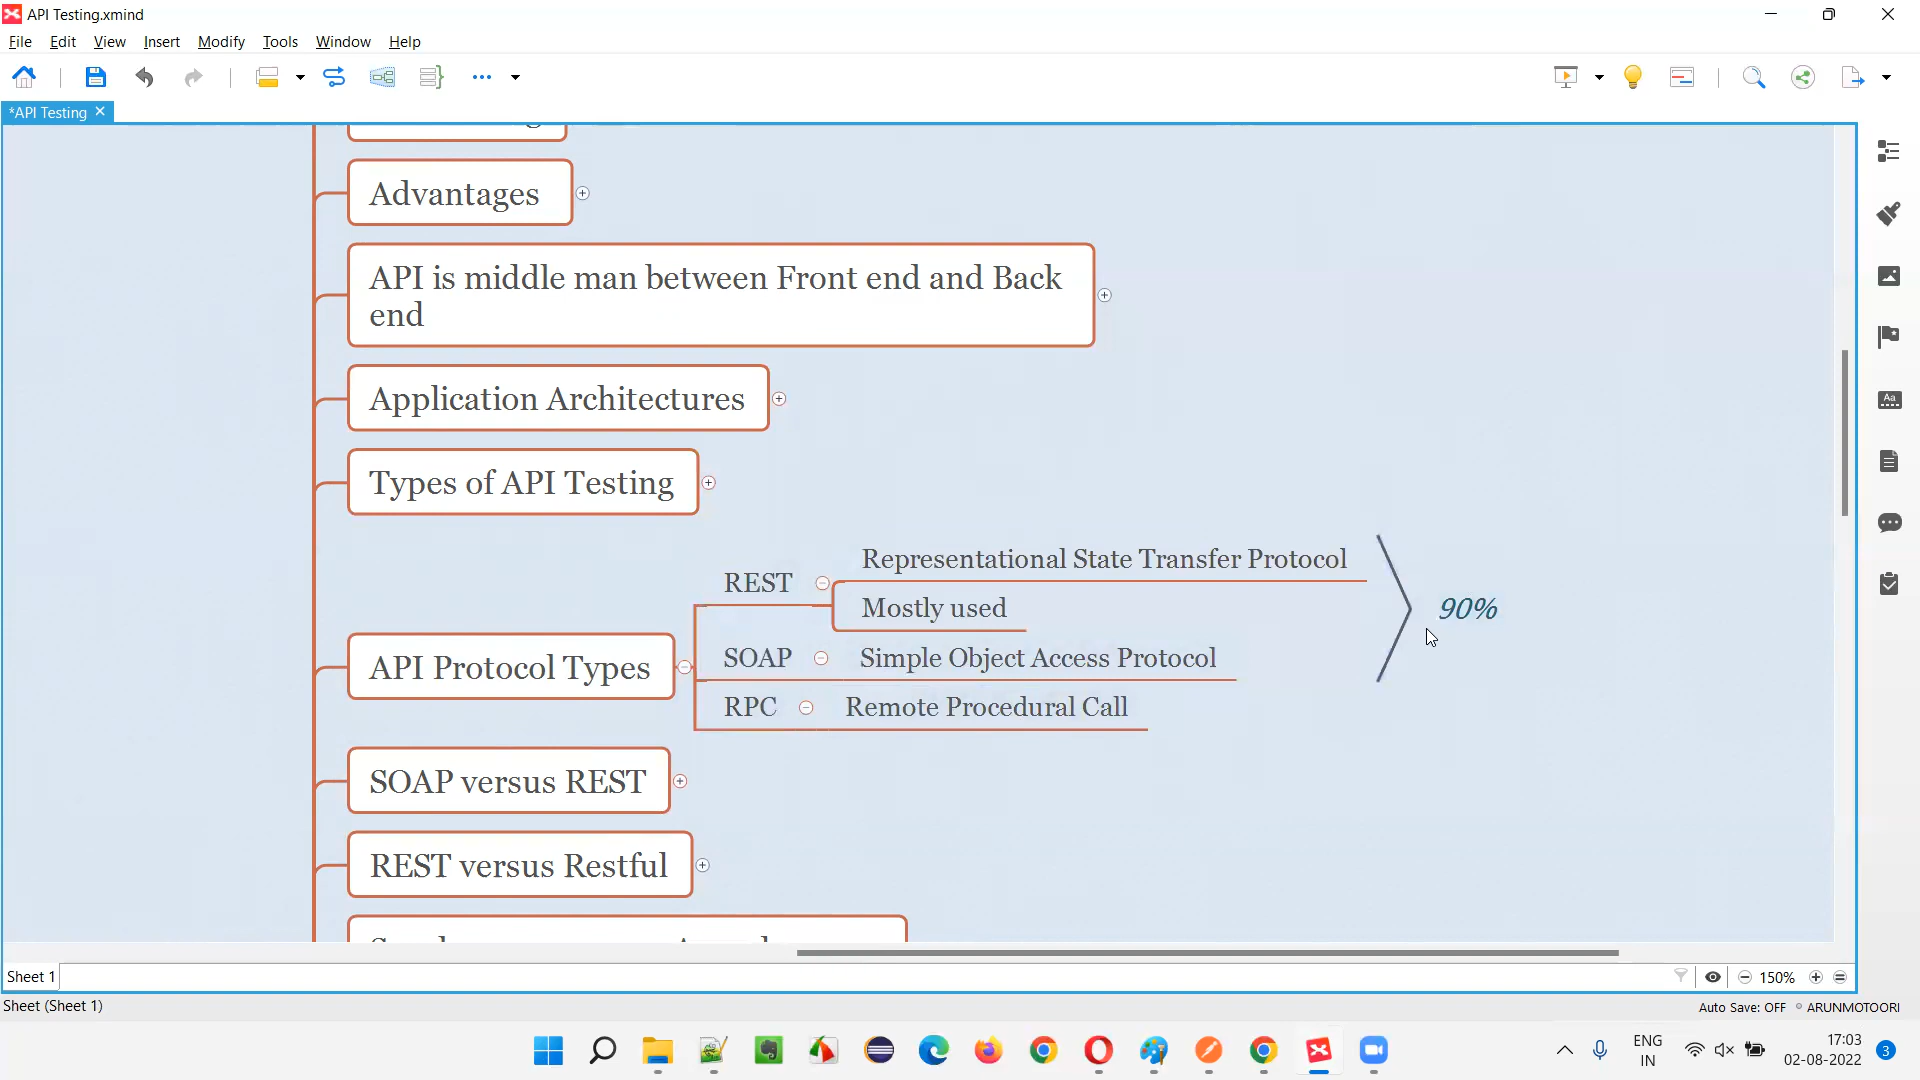 API Testing.xmind
File Edit View Insert Modify Tools Window Help
*API Testing
Advantages
API is middle man between Front end and Back
end
Application Architectures
Types of API Testing
API Protocol Types
REST
Representational State Transfer Protocol
Mostly used
SOAP
Simple Object Access Protocol
RPC
Remote Procedural Call
90%
SOAP versus REST
REST versus Restful
Sheet 1
150%
Sheet (Sheet 1)
Auto Save: OFF
ARUNMOTOORI
ENG
IN
17:03
02-08-2022
3